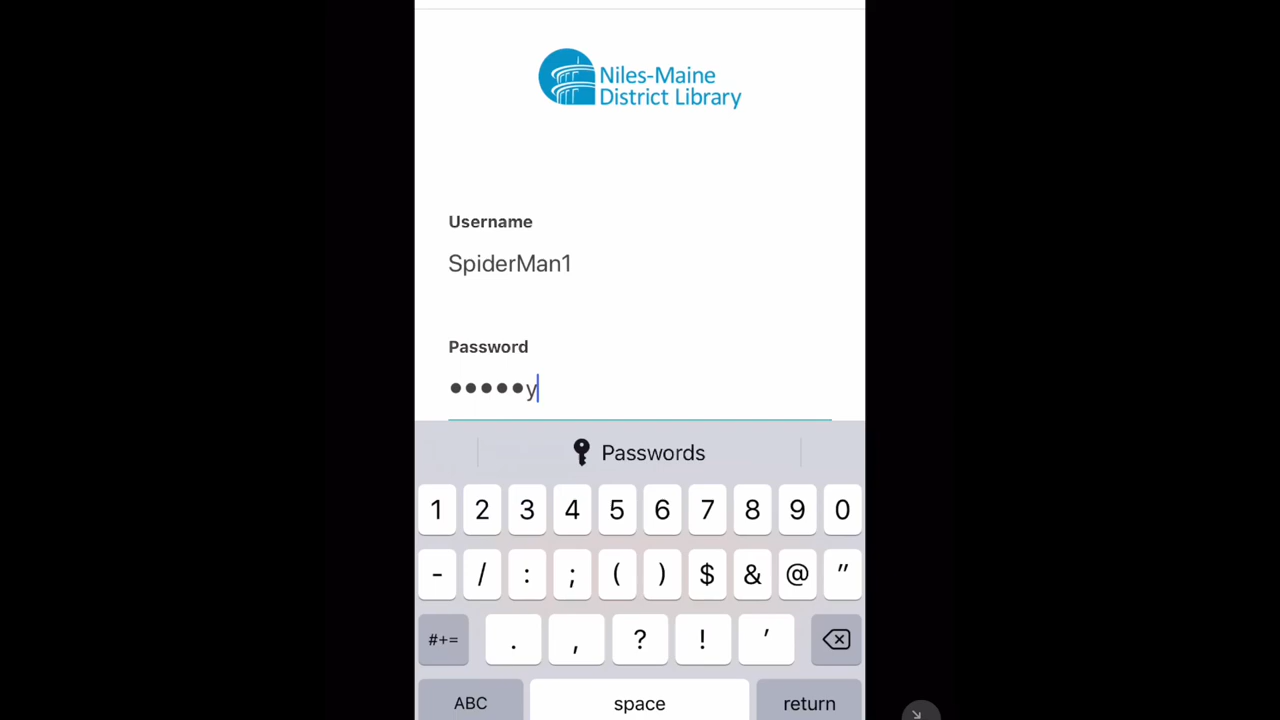 Niles-Maine
District Library
Username
SpiderMan1
Password
•••••y
Passwords
1 2 3 4 5 6 7 8 9 0
- / : ; ( ) $ & @ "
#+= . , ? ! '
ABC space return